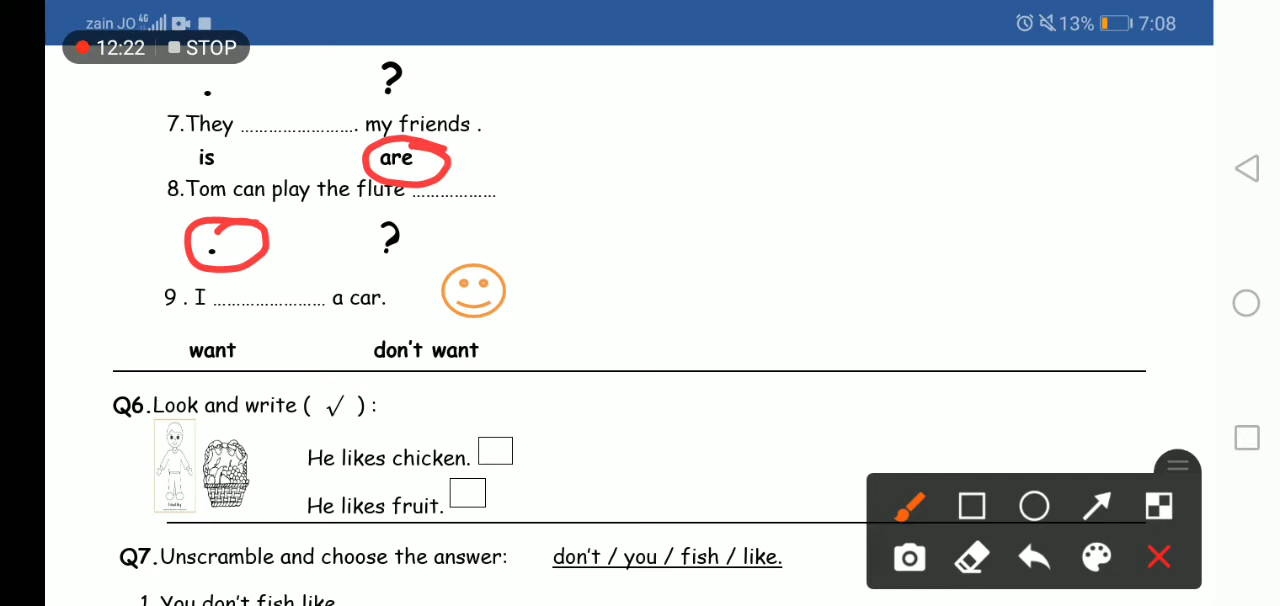 zain JO 4G 13% 7:08
12:22 STOP
. ?
7.They ........................ my friends .
is are
8.Tom can play the flute ..................
. ?
9 . I ........................ a car.
want don't want
Q6.Look and write ( √ ) :
He likes chicken.
He likes fruit.
Q7.Unscramble and choose the answer: don't / you / fish / like.
1. You don't fish like